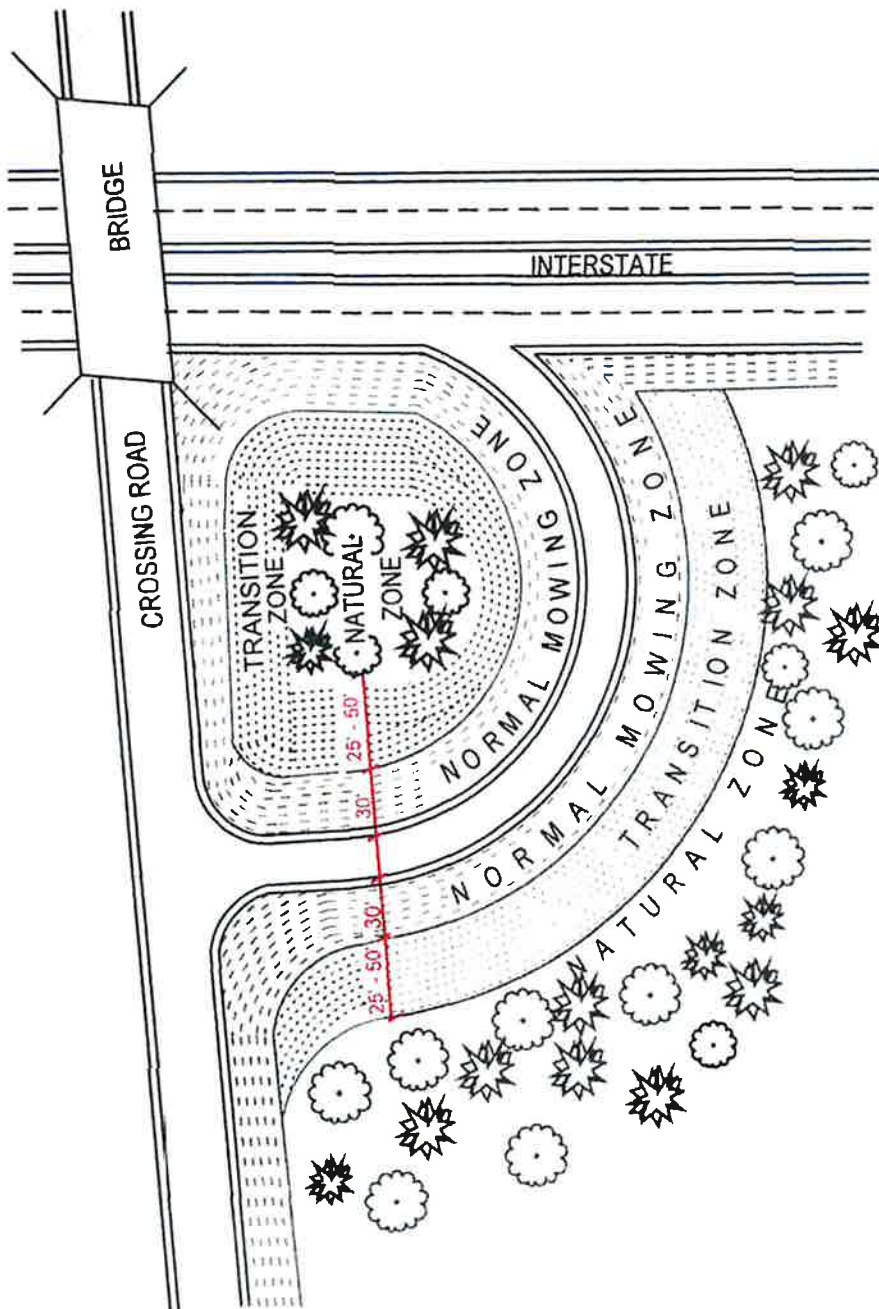 BRIDGE
INTERSTATE
CROSSING ROAD
TRANSITION
ZONE
NATURAL
ZONE
NORMAL MOWING ZONE
25' - 50'
30'
NORMAL MOWING ZONE
TRANSITION ZONE
NATURAL ZONE
30'
25' - 50'